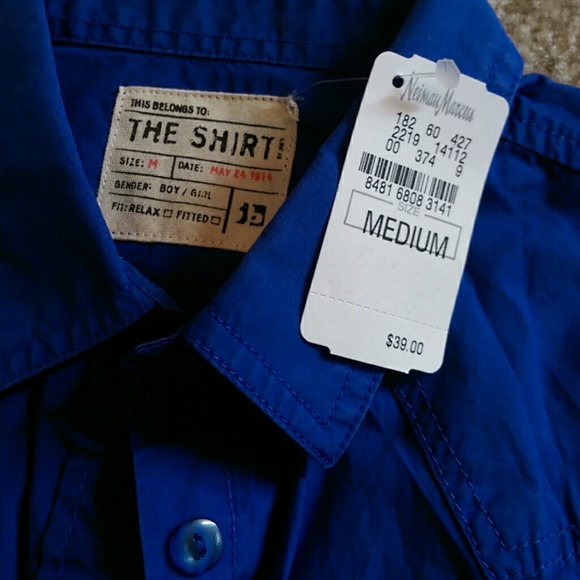 THIS BELONGS TO:
THE SHIRT
SIZE: M DATE: MAY 24 1974
GENDER: BOY / GIRL
FIT: RELAX FITTED
Neiman Marcus
182 60 427
2219 14112
00 374 9
8481 6808 3141
SIZE
MEDIUM
$39.00